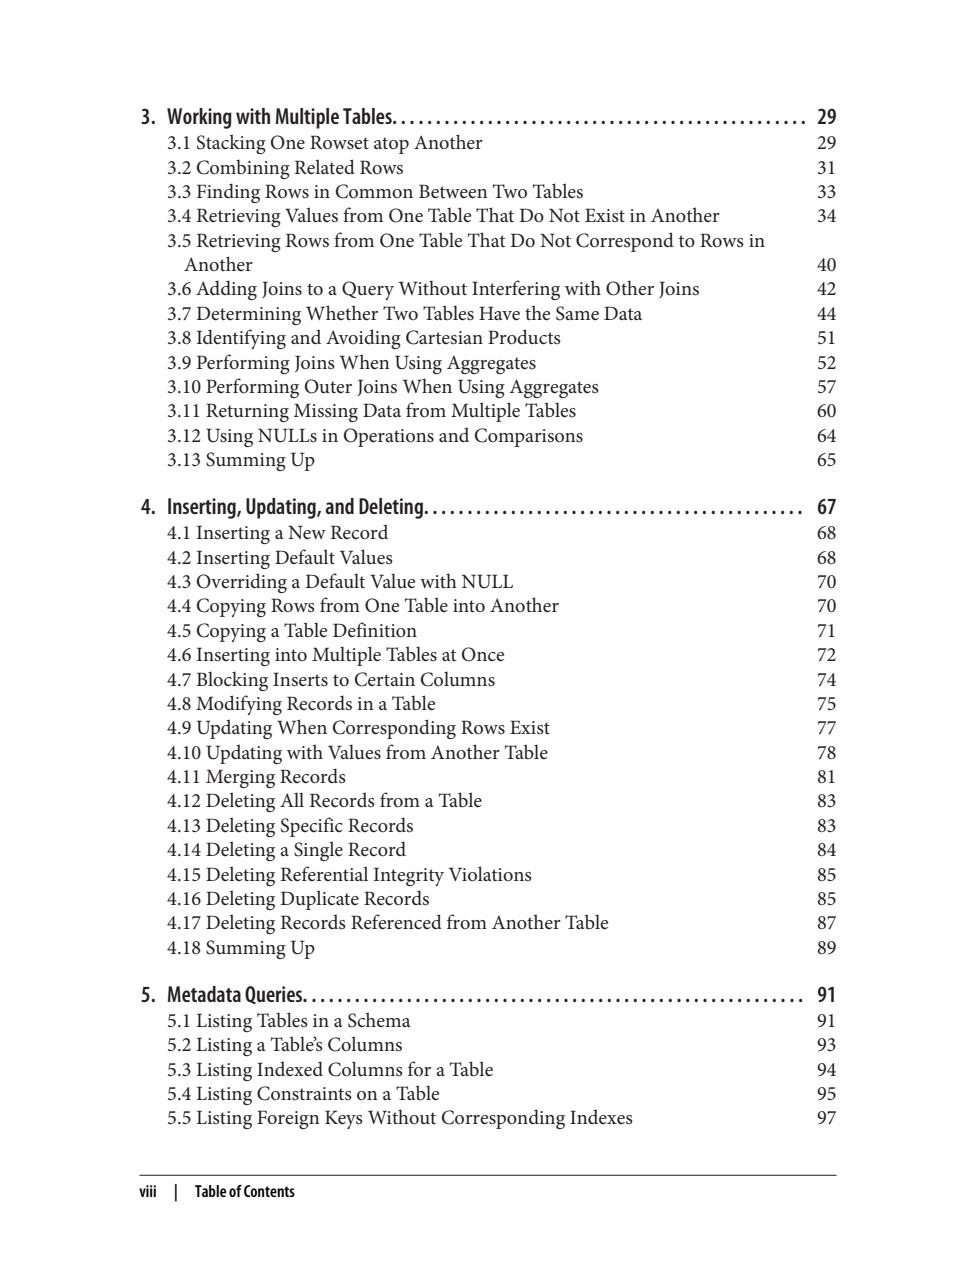 3. Working with Multiple Tables. . . . . . . . . . . . . . . . . . . . . . . . . . . . . . . . . . . . . . . . . . . . . . . . 29
3.1 Stacking One Rowset atop Another 29
3.2 Combining Related Rows 31
3.3 Finding Rows in Common Between Two Tables 33
3.4 Retrieving Values from One Table That Do Not Exist in Another 34
3.5 Retrieving Rows from One Table That Do Not Correspond to Rows in
Another 40
3.6 Adding Joins to a Query Without Interfering with Other Joins 42
3.7 Determining Whether Two Tables Have the Same Data 44
3.8 Identifying and Avoiding Cartesian Products 51
3.9 Performing Joins When Using Aggregates 52
3.10 Performing Outer Joins When Using Aggregates 57
3.11 Returning Missing Data from Multiple Tables 60
3.12 Using NULLs in Operations and Comparisons 64
3.13 Summing Up 65
4. Inserting, Updating, and Deleting. . . . . . . . . . . . . . . . . . . . . . . . . . . . . . . . . . . . . . . . . . . . 67
4.1 Inserting a New Record 68
4.2 Inserting Default Values 68
4.3 Overriding a Default Value with NULL 70
4.4 Copying Rows from One Table into Another 70
4.5 Copying a Table Definition 71
4.6 Inserting into Multiple Tables at Once 72
4.7 Blocking Inserts to Certain Columns 74
4.8 Modifying Records in a Table 75
4.9 Updating When Corresponding Rows Exist 77
4.10 Updating with Values from Another Table 78
4.11 Merging Records 81
4.12 Deleting All Records from a Table 83
4.13 Deleting Specific Records 83
4.14 Deleting a Single Record 84
4.15 Deleting Referential Integrity Violations 85
4.16 Deleting Duplicate Records 85
4.17 Deleting Records Referenced from Another Table 87
4.18 Summing Up 89
5. Metadata Queries. . . . . . . . . . . . . . . . . . . . . . . . . . . . . . . . . . . . . . . . . . . . . . . . . . . . . . . . . . 91
5.1 Listing Tables in a Schema 91
5.2 Listing a Table’s Columns 93
5.3 Listing Indexed Columns for a Table 94
5.4 Listing Constraints on a Table 95
5.5 Listing Foreign Keys Without Corresponding Indexes 97
viii | Table of Contents